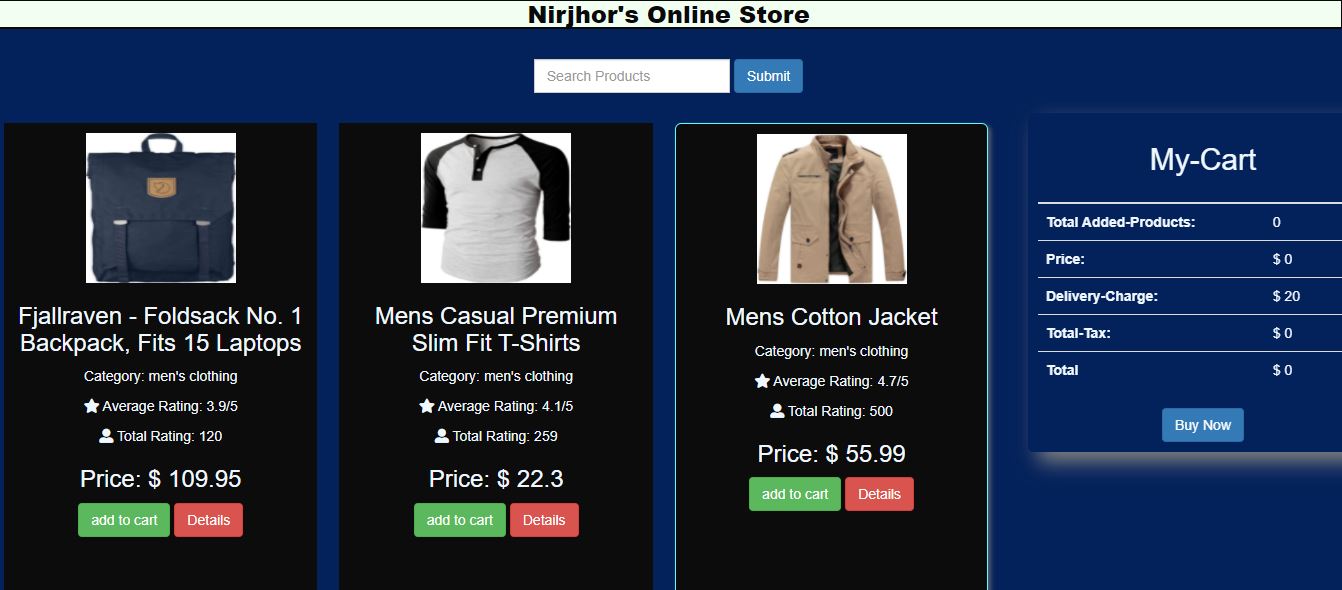 Nirjhor's Online Store
Search Products
Submit
Fjallraven - Foldsack No. 1
Backpack, Fits 15 Laptops
Category: men's clothing
Average Rating: 3.9/5
Total Rating: 120
Price: $ 109.95
add to cart
Details
Mens Casual Premium
Slim Fit T-Shirts
Category: men's clothing
Average Rating: 4.1/5
Total Rating: 259
Price: $ 22.3
add to cart
Details
Mens Cotton Jacket
Category: men's clothing
Average Rating: 4.7/5
Total Rating: 500
Price: $ 55.99
add to cart
Details
My-Cart
Total Added-Products: 0
Price: $ 0
Delivery-Charge: $ 20
Total-Tax: $ 0
Total $ 0
Buy Now